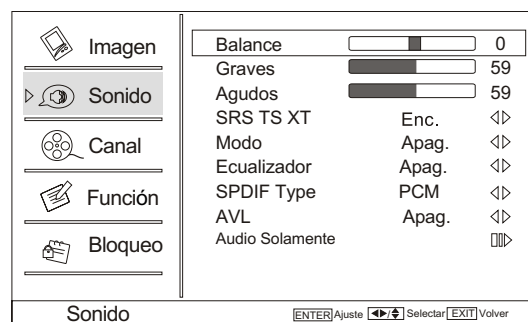 Imagen
Sonido
Canal
Función
Bloqueo
Balance 0
Graves 59
Agudos 59
SRS TS XT Enc.
Modo Apag.
Ecualizador Apag.
SPDIF Type PCM
AVL Apag.
Audio Solamente
Sonido ENTER Ajuste Selectar EXIT Volver